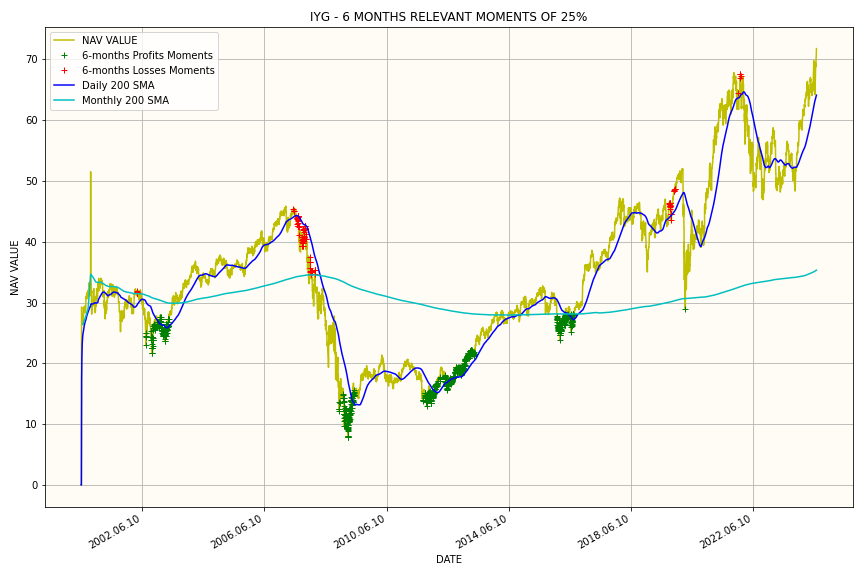 IYG - 6 MONTHS RELEVANT MOMENTS OF 25%
NAV VALUE
6-months Profits Moments
6-months Losses Moments
Daily 200 SMA
Monthly 200 SMA
70
60
50
40
30
20
10
0
NAV VALUE
2002.06.10
2006.06.10
2010.06.10
2014.06.10
2018.06.10
2022.06.10
DATE